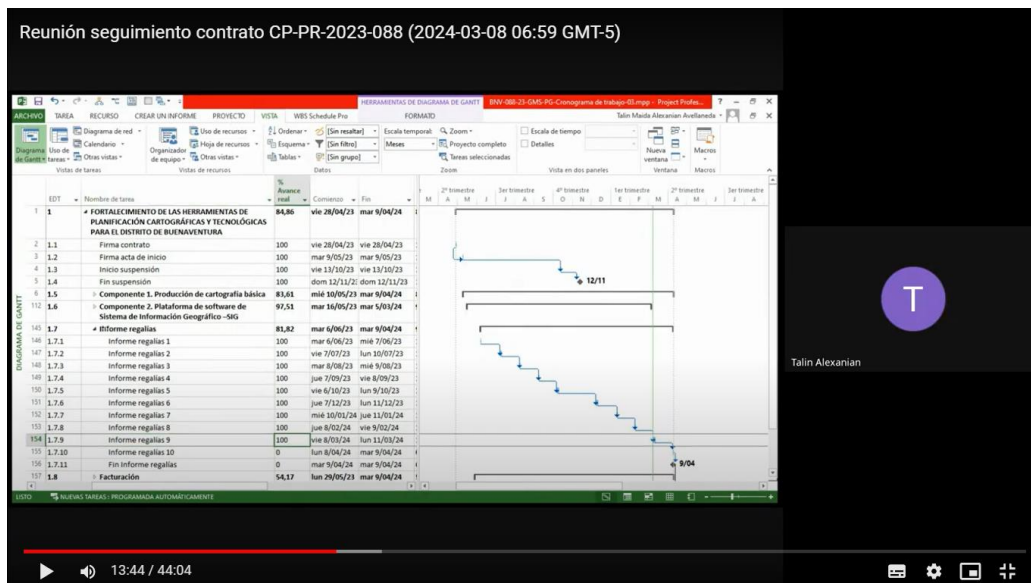 Reunión seguimiento contrato CP-PR-2023-088 (2024-03-08 06:59 GMT-5)
HERRAMIENTAS DE DIAGRAMA DE GANTT BNV-088-23-GMS-PG-Cronograma de trabajo-03.mpp - Project Profes...
ARCHIVO TAREA RECURSO CREAR UN INFORME PROYECTO VISTA WBS Schedule Pro FORMATO Talin Maida Alexanian Avellaneda
Diagrama de Gantt
Uso de tareas
Diagrama de red
Calendario
Otras vistas
Vistas de tareas
Organizador de equipo
Uso de recursos
Hoja de recursos
Otras vistas
Vistas de recursos
Ordenar
Esquema
Tablas
[Sin resaltar]
[Sin filtro]
[Sin grupo]
Datos
Escala temporal:
Meses
Zoom
Proyecto completo
Tareas seleccionadas
Zoom
Escala de tiempo
Detalles
Vista en dos paneles
Nueva ventana
Ventana
Macros
Macros
EDT Nombre de tarea % Avance real Comienzo Fin
2º trimestre 3er trimestre 4º trimestre 1er trimestre 2º trimestre 3er trimestre
M A M J J A S O N D E F M A M J J A
1 1 FORTALECIMIENTO DE LAS HERRAMIENTAS DE PLANIFICACIÓN CARTOGRÁFICAS Y TECNOLÓGICAS PARA EL DISTRITO DE BUENAVENTURA 84,86 vie 28/04/23 mar 9/04/24
2 1.1 Firma contrato 100 vie 28/04/23 vie 28/04/23
3 1.2 Firma acta de inicio 100 mar 9/05/23 mar 9/05/23
4 1.3 Inicio suspensión 100 vie 13/10/23 vie 13/10/23
5 1.4 Fin suspensión 100 dom 12/11/2 dom 12/11/23
12/11
6 1.5 Componente 1. Producción de cartografía básica 83,61 mié 10/05/23 mar 9/04/24
112 1.6 Componente 2. Plataforma de software de Sistema de Información Geográfico –SIG 97,51 mar 16/05/23 mar 5/03/24
145 1.7 Informe regalías 81,82 mar 6/06/23 mar 9/04/24
146 1.7.1 Informe regalías 1 100 mar 6/06/23 mié 7/06/23
147 1.7.2 Informe regalías 2 100 vie 7/07/23 lun 10/07/23
148 1.7.3 Informe regalías 3 100 mar 8/08/23 mié 9/08/23
149 1.7.4 Informe regalías 4 100 jue 7/09/23 vie 8/09/23
150 1.7.5 Informe regalías 5 100 vie 6/10/23 lun 9/10/23
151 1.7.6 Informe regalías 6 100 jue 7/12/23 lun 11/12/23
152 1.7.7 Informe regalías 7 100 mié 10/01/24 jue 11/01/24
153 1.7.8 Informe regalías 8 100 jue 8/02/24 vie 9/02/24
154 1.7.9 Informe regalías 9 100 vie 8/03/24 lun 11/03/24
155 1.7.10 Informe regalías 10 0 lun 8/04/24 mar 9/04/24
156 1.7.11 Fin informe regalías 0 mar 9/04/24 mar 9/04/24
9/04
157 1.8 Facturación 54,17 lun 29/05/23 mar 9/04/24
DIAGRAMA DE GANTT
LISTO NUEVAS TAREAS : PROGRAMADA AUTOMÁTICAMENTE
T
Talin Alexanian
13:44 / 44:04